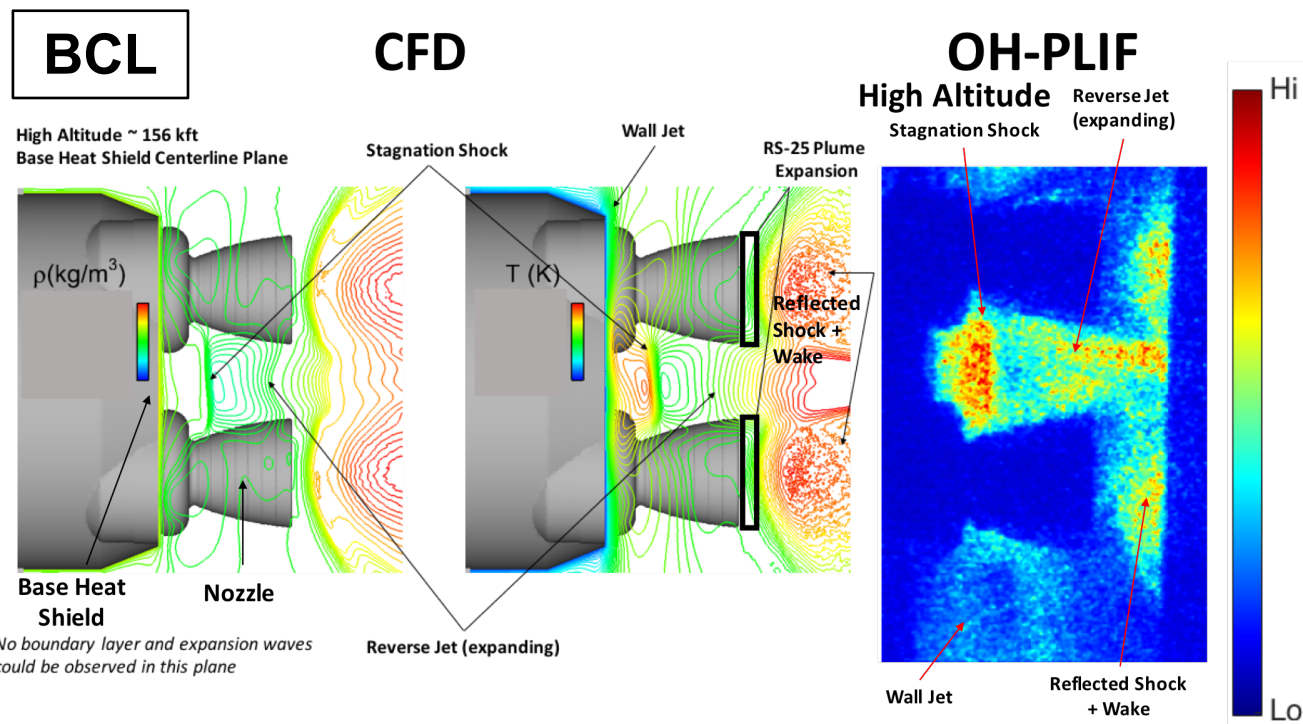 BCL
CFD
OH-PLIF
High Altitude
Stagnation Shock
Reverse Jet
(expanding)
Hi
High Altitude ~ 156 kft
Base Heat Shield Centerline Plane
Stagnation Shock
Wall Jet
RS-25 Plume
Expansion
ρ(kg/m³)
T (K)
Reflected
Shock +
Wake
Base Heat
Shield
Nozzle
No boundary layer and expansion waves
could be observed in this plane
Reverse Jet (expanding)
Wall Jet
Reflected Shock
+ Wake
Lo